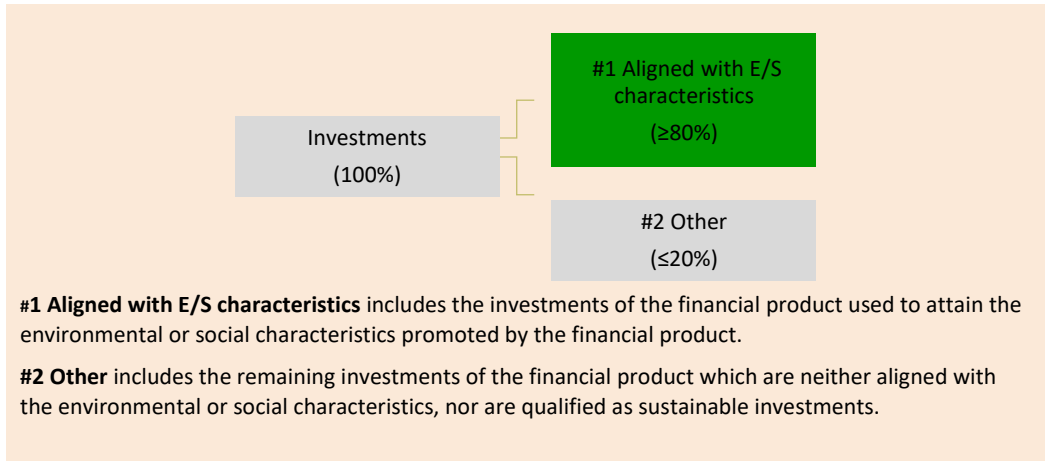 #1 Aligned with E/S
characteristics
(≥80%)
Investments
(100%)
#2 Other
(≤20%)
#1 Aligned with E/S characteristics includes the investments of the financial product used to attain the
environmental or social characteristics promoted by the financial product.
#2 Other includes the remaining investments of the financial product which are neither aligned with
the environmental or social characteristics, nor are qualified as sustainable investments.